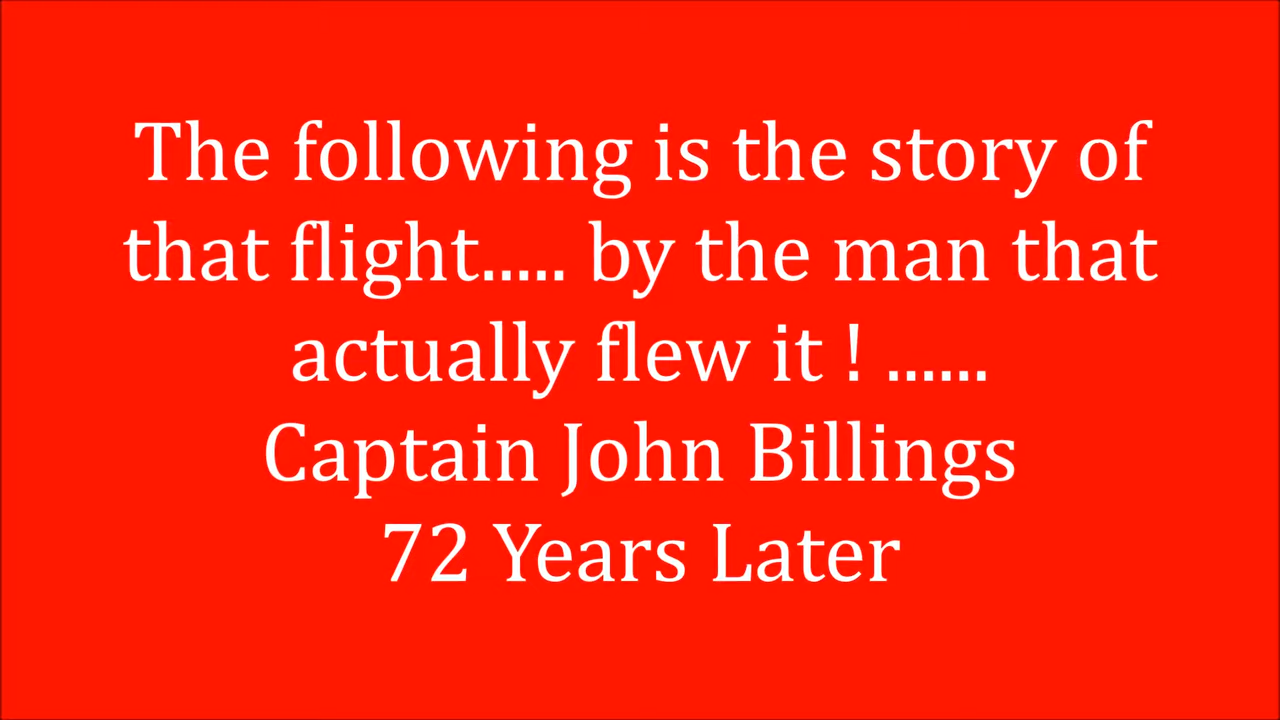 The following is the story of
that flight..... by the man that
actually flew it ! ......
Captain John Billings
72 Years Later